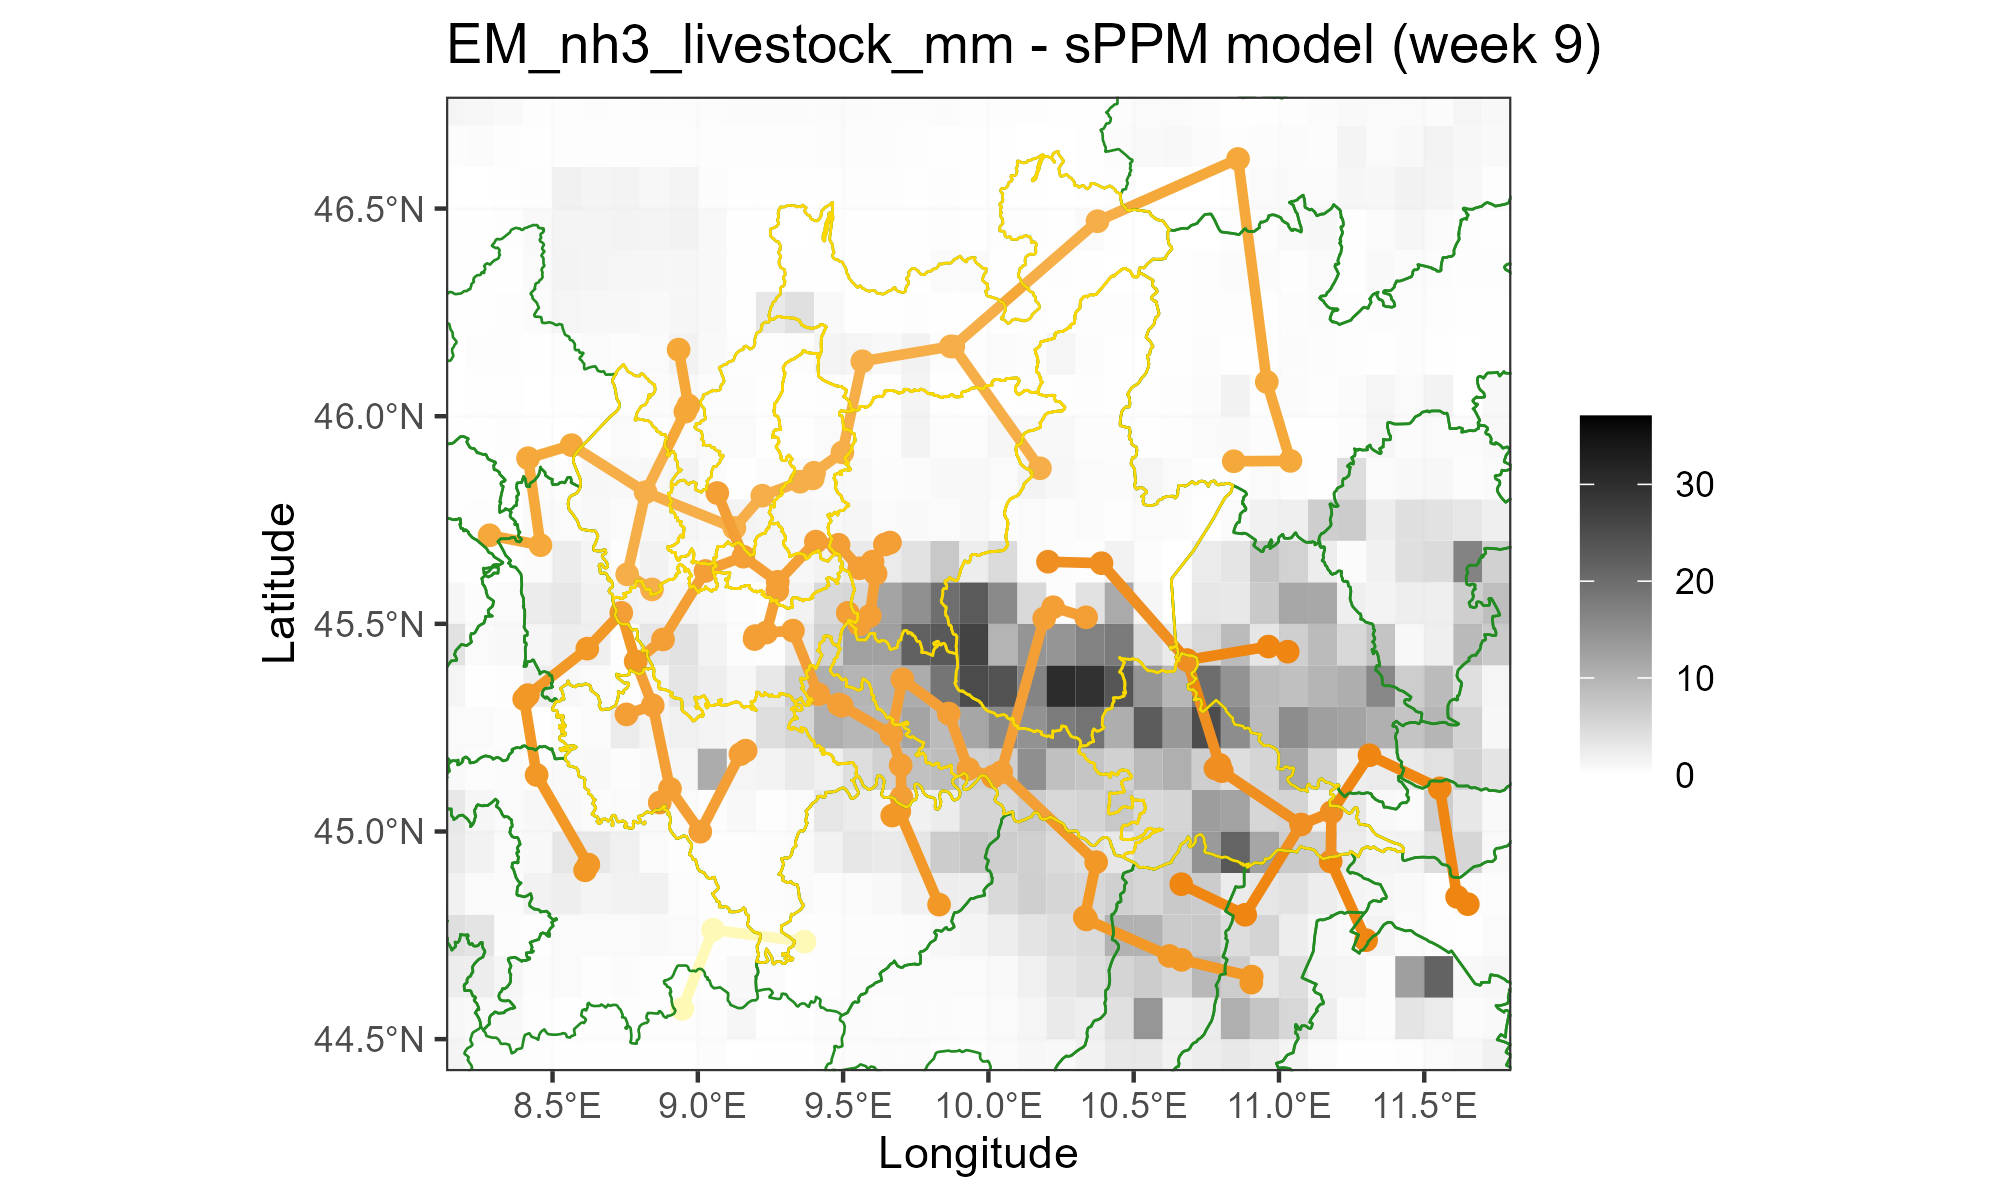 EM_nh3_livestock_mm - sPPM model (week 9)
46.5°N
46.0°N
45.5°N
45.0°N
44.5°N
Latitude
8.5°E 9.0°E 9.5°E 10.0°E 10.5°E 11.0°E 11.5°E
Longitude
30
20
10
0